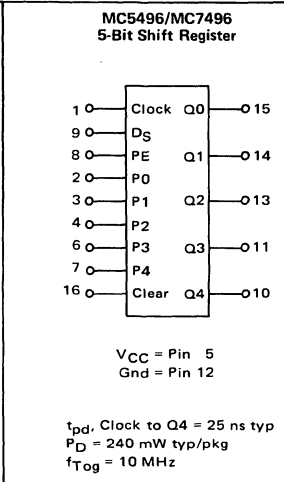 MC5496/MC7496
5-Bit Shift Register
1 Clock Q0 15
9 DS
8 PE Q1 14
2 P0
3 P1 Q2 13
4 P2
6 P3 Q3 11
7 P4
16 Clear Q4 10
VCC = Pin 5
Gnd = Pin 12
tpd, Clock to Q4 = 25 ns typ
PD = 240 mW typ/pkg
fTog = 10 MHz